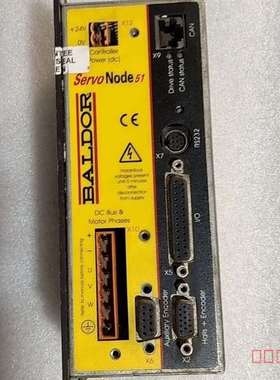 +24V
0V
X12
Controller
Power (dc)
TEE
SEAL
EN
X9
CAN
Drive status
CAN status
ServoNode 51
BALDOR
CE
Hazardous
voltages present
until 5 minutes
after
disconnection
from supply
X7
RS232
DC Bus &
Motor Phases
X10
+
-
U
V
W
I/O
X5
Auxiliary Encoder
X6
Halls + Encoder